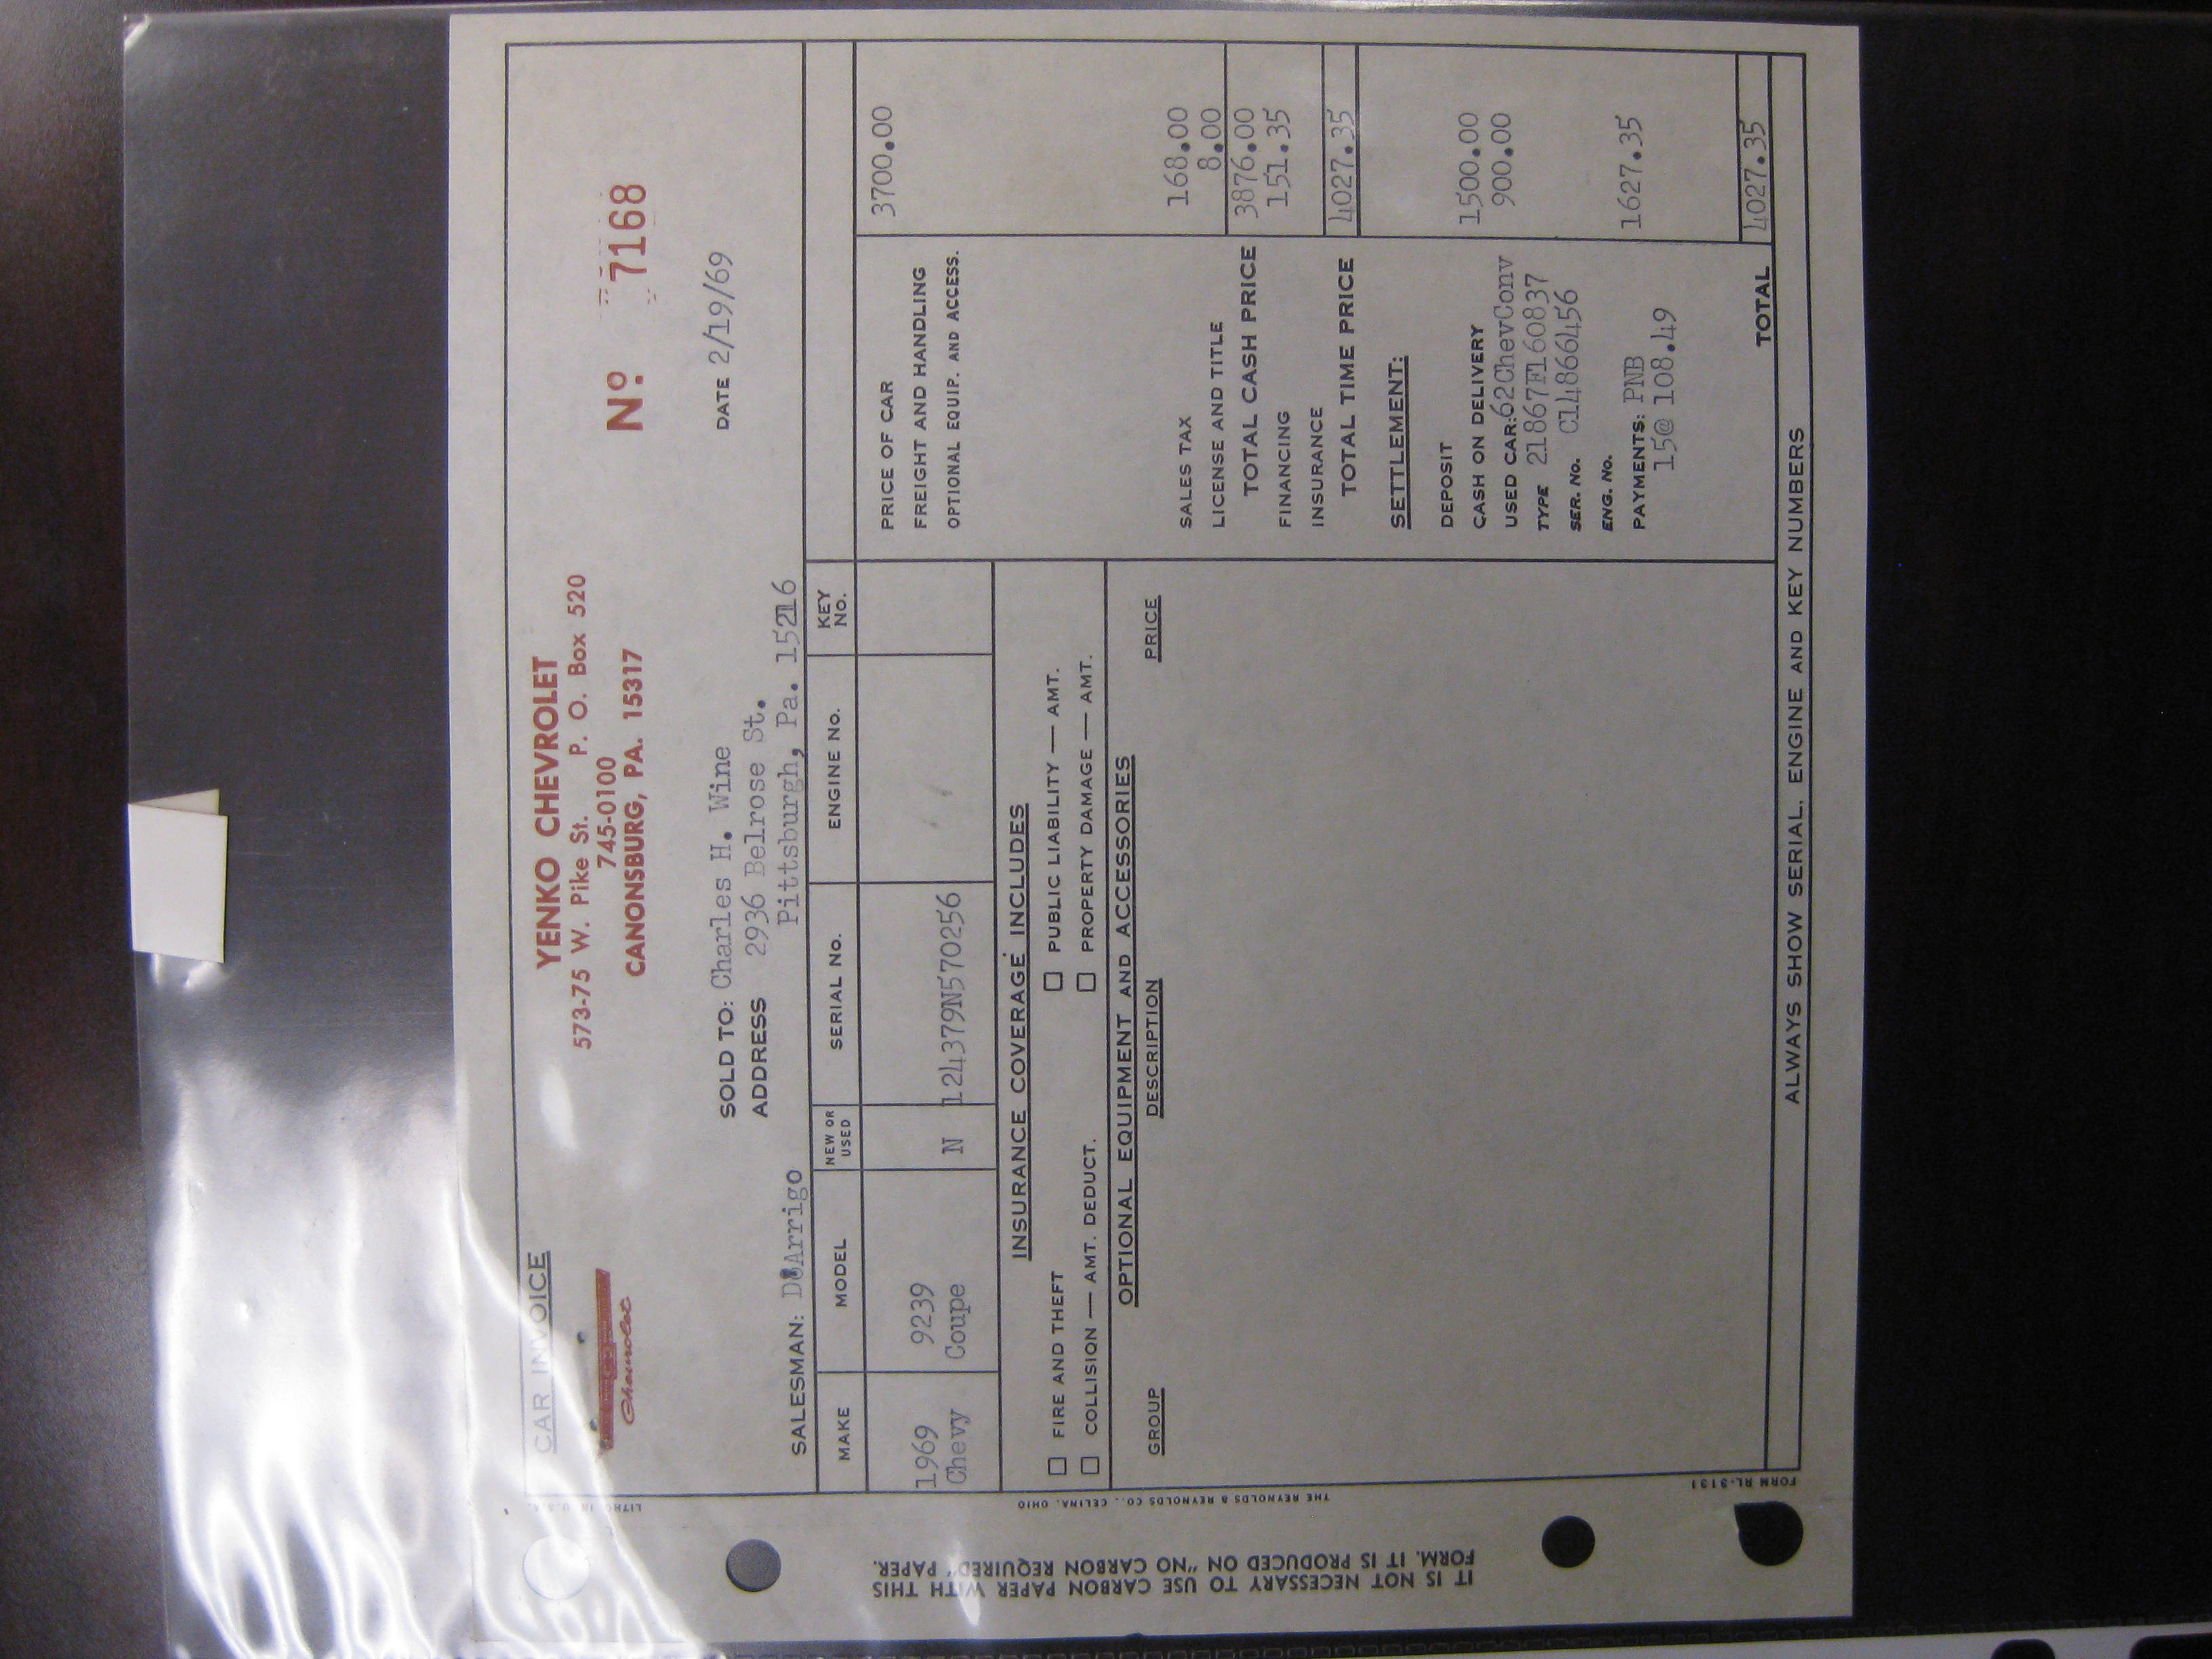 CAR INVOICE
Chevrolet
YENKO CHEVROLET
573-75 W. Pike St. P. O. Box 520
745-0100
CANONSBURG, PA. 15317
No. 7168
SOLD TO: Charles H. Wine
DATE 2/19/69
ADDRESS 2936 Belrose St.
SALESMAN: D'Arrigo Pittsburgh, Pa. 15216
MAKE MODEL NEW OR USED SERIAL No. ENGINE No. KEY No.
1969 9239
Chevy Coupe N 124379N570256
INSURANCE COVERAGE INCLUDES
FIRE AND THEFT PUBLIC LIABILITY — AMT.
COLLISION — AMT. DEDUCT. PROPERTY DAMAGE — AMT.
OPTIONAL EQUIPMENT AND ACCESSORIES
GROUP DESCRIPTION PRICE
PRICE OF CAR 3700.00
FREIGHT AND HANDLING
OPTIONAL EQUIP. AND ACCESS.
SALES TAX 168.00
LICENSE AND TITLE 8.00
TOTAL CASH PRICE 3876.00
FINANCING 151.35
INSURANCE
TOTAL TIME PRICE 4027.35
SETTLEMENT:
DEPOSIT
CASH ON DELIVERY 1500.00
USED CAR: 62ChevConv 900.00
TYPE 21867F160837
SER. No. C14866456
ENG. No.
PAYMENTS: PNB 1627.35
15@ 108.49
TOTAL 4027.35
ALWAYS SHOW SERIAL, ENGINE AND KEY NUMBERS
LITHO. IN U.S.A.
THE REYNOLDS & REYNOLDS CO., CELINA, OHIO
FORM RL-3131
IT IS NOT NECESSARY TO USE CARBON PAPER WITH THIS
FORM. IT IS PRODUCED ON "NO CARBON REQUIRED" PAPER.